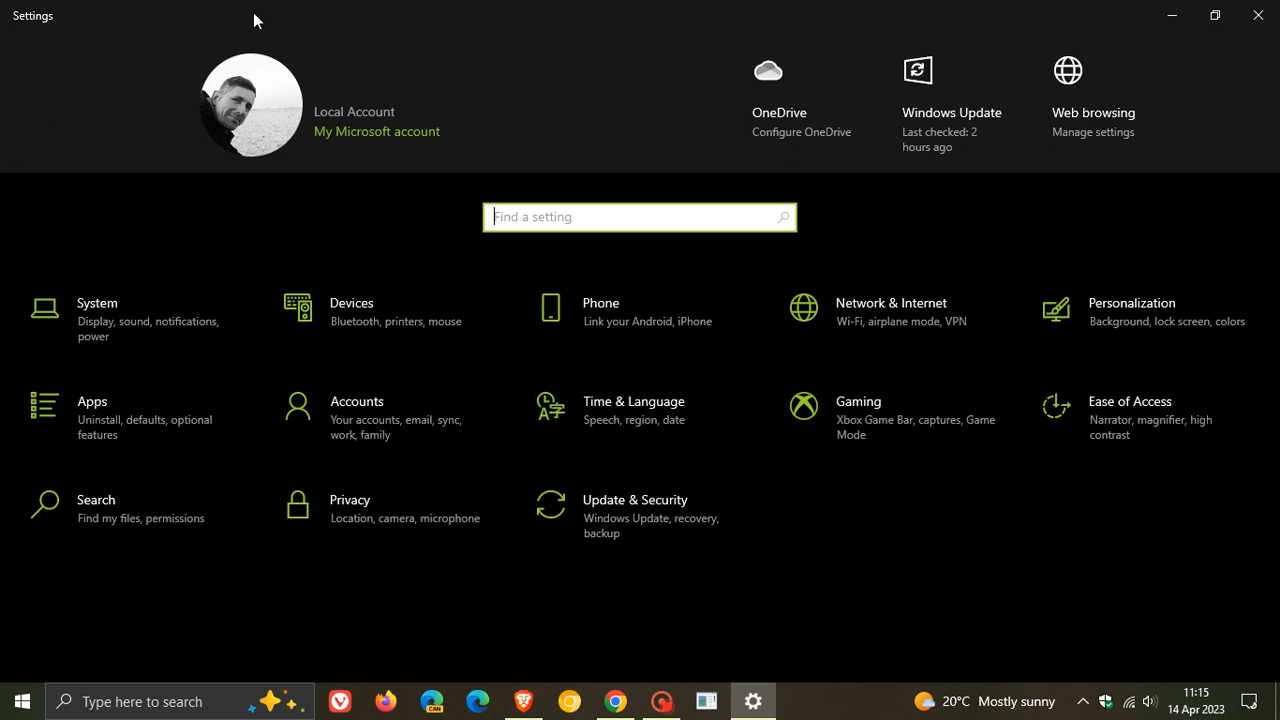 Settings
Local Account
My Microsoft account
OneDrive
Configure OneDrive
Windows Update
Last checked: 2
hours ago
Web browsing
Manage settings
Find a setting
System
Display, sound, notifications,
power
Devices
Bluetooth, printers, mouse
Phone
Link your Android, iPhone
Network & Internet
Wi-Fi, airplane mode, VPN
Personalization
Background, lock screen, colors
Apps
Uninstall, defaults, optional
features
Accounts
Your accounts, email, sync,
work, family
Time & Language
Speech, region, date
Gaming
Xbox Game Bar, captures, Game
Mode
Ease of Access
Narrator, magnifier, high
contrast
Search
Find my files, permissions
Privacy
Location, camera, microphone
Update & Security
Windows Update, recovery,
backup
Type here to search
CAN
20°C Mostly sunny
11:15
14 Apr 2023